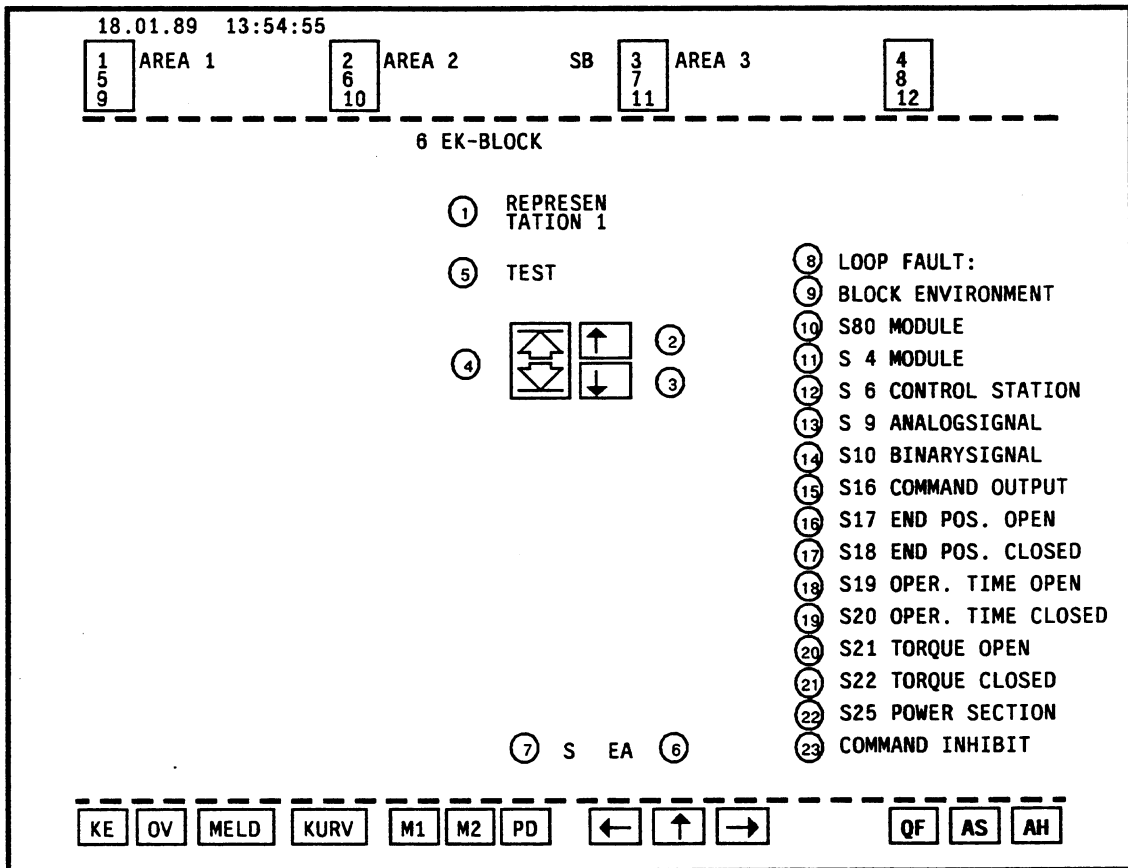 18.01.89 13:54:55
1 AREA 1 2 AREA 2 SB 3 AREA 3 4
5 6 7 8
9 10 11 12
6 EK-BLOCK
1 REPRESEN
TATION 1
5 TEST
8 LOOP FAULT:
9 BLOCK ENVIRONMENT
10 S80 MODULE
2
4
11 S 4 MODULE
3
12 S 6 CONTROL STATION
13 S 9 ANALOGSIGNAL
14 S10 BINARYSIGNAL
15 S16 COMMAND OUTPUT
16 S17 END POS. OPEN
17 S18 END POS. CLOSED
18 S19 OPER. TIME OPEN
19 S20 OPER. TIME CLOSED
20 S21 TORQUE OPEN
21 S22 TORQUE CLOSED
22 S25 POWER SECTION
7 S EA 6
23 COMMAND INHIBIT
KE OV MELD KURV M1 M2 PD ← ↑ → QF AS AH